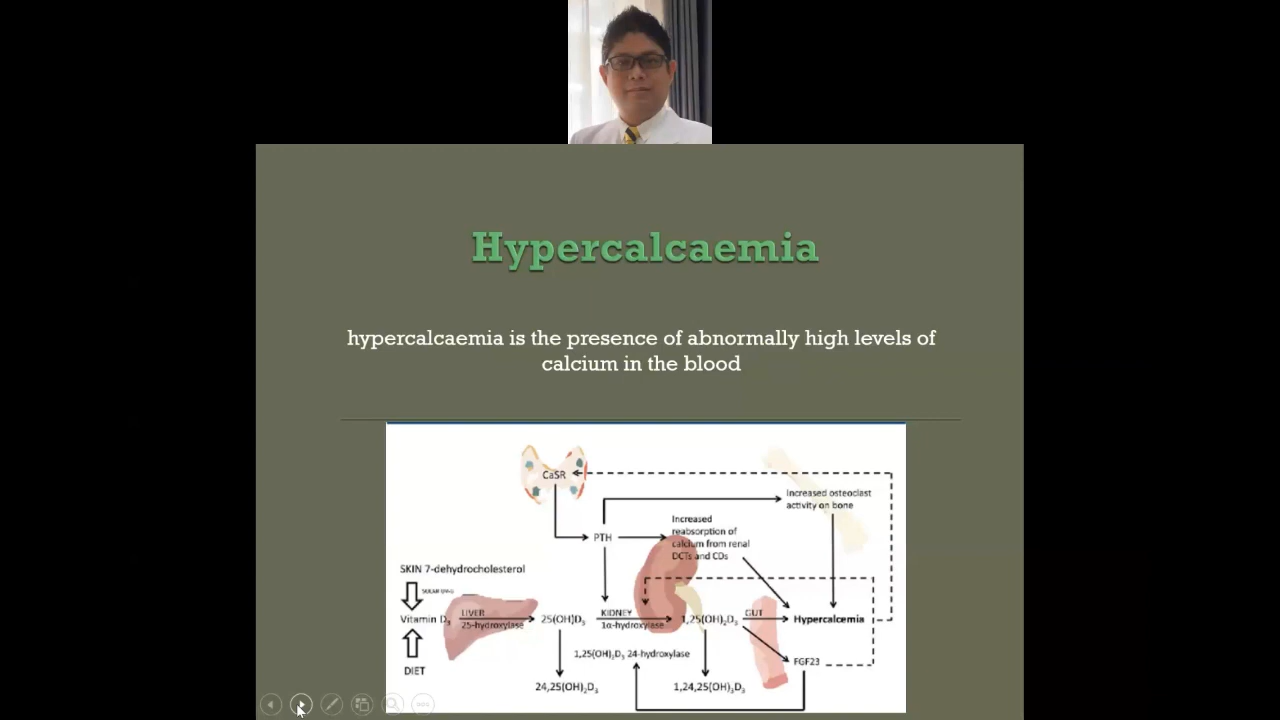 Hypercalcaemia
hypercalcaemia is the presence of abnormally high levels of
calcium in the blood
CaSR
Increased osteoclast
activity on bone
PTH
Increased
reabsorption of
calcium from renal
DCTs and CDs
SKIN 7-dehydrocholesterol
Vitamin D₃
LIVER
25-hydroxylase
25(OH)D₃
KIDNEY
1α-hydroxylase
1,25(OH)₂D₃
GUT
Hypercalcemia
1,25(OH)₂D₃ 24-hydroxylase
FGF23
DIET
24,25(OH)₂D₃
1,24,25(OH)₃D₃